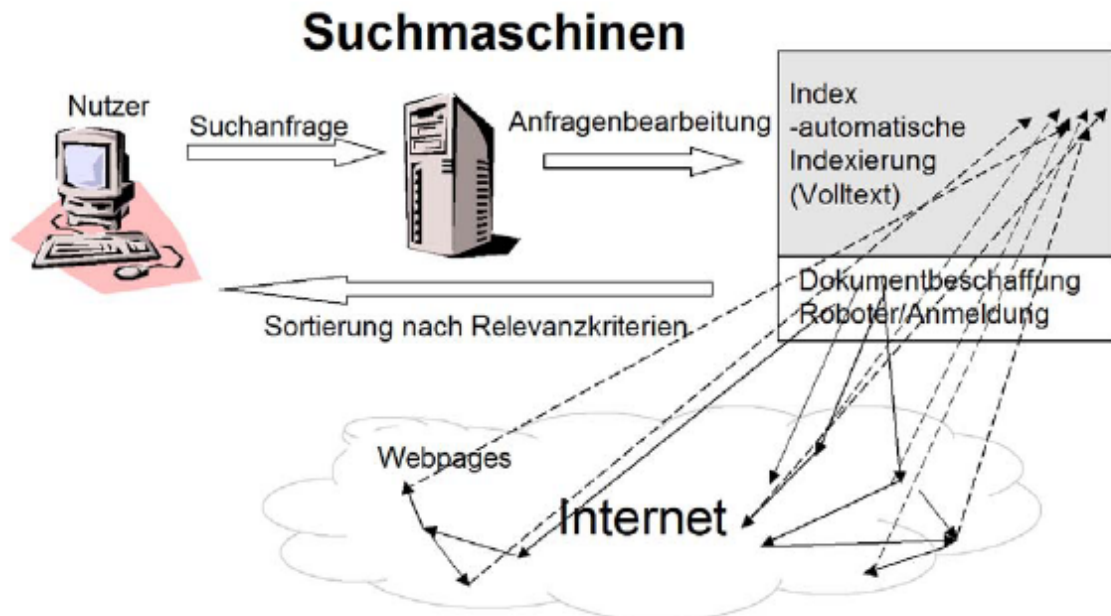 Suchmaschinen
Nutzer
Suchanfrage
Anfragenbearbeitung
Index
-automatische
Indexierung
(Volltext)
Dokumentbeschaffung
Roboter/Anmeldung
Sortierung nach Relevanzkriterien
Webpages
Internet